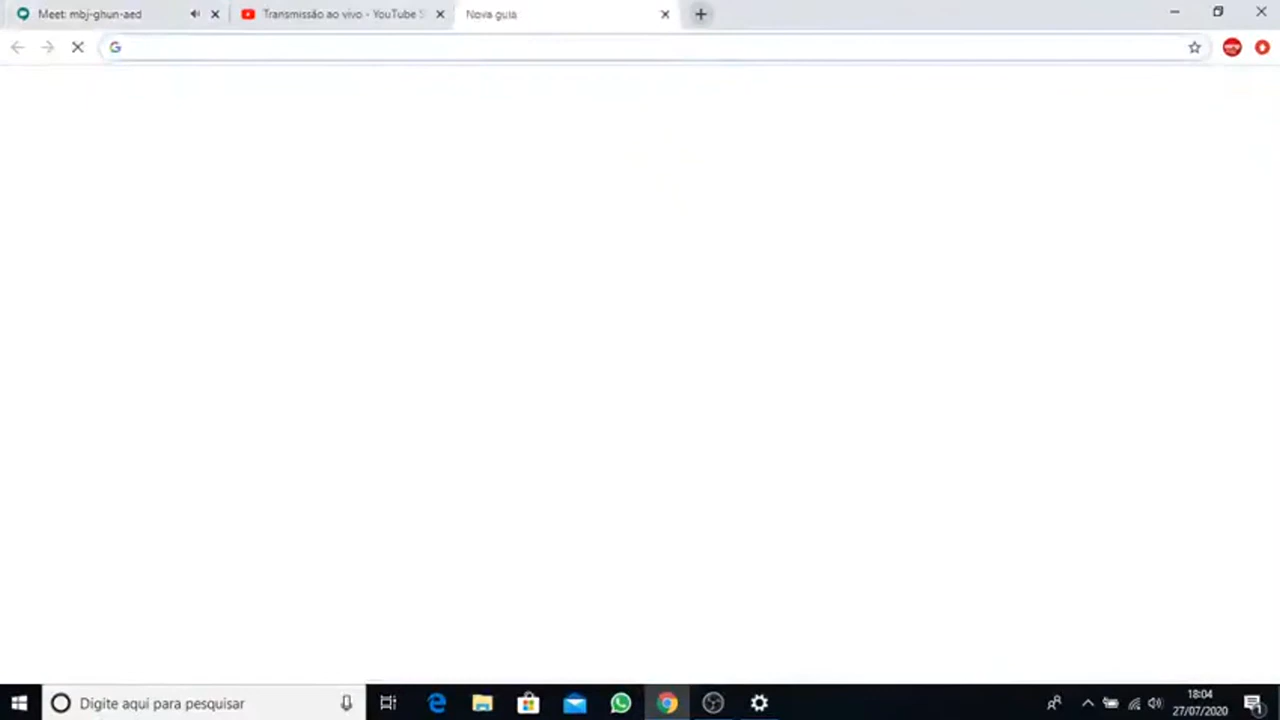 Meet: mbj-ghun-aed
Transmissão ao vivo - YouTube S
Nova guia
Digite aqui para pesquisar
18:04
27/07/2020
1